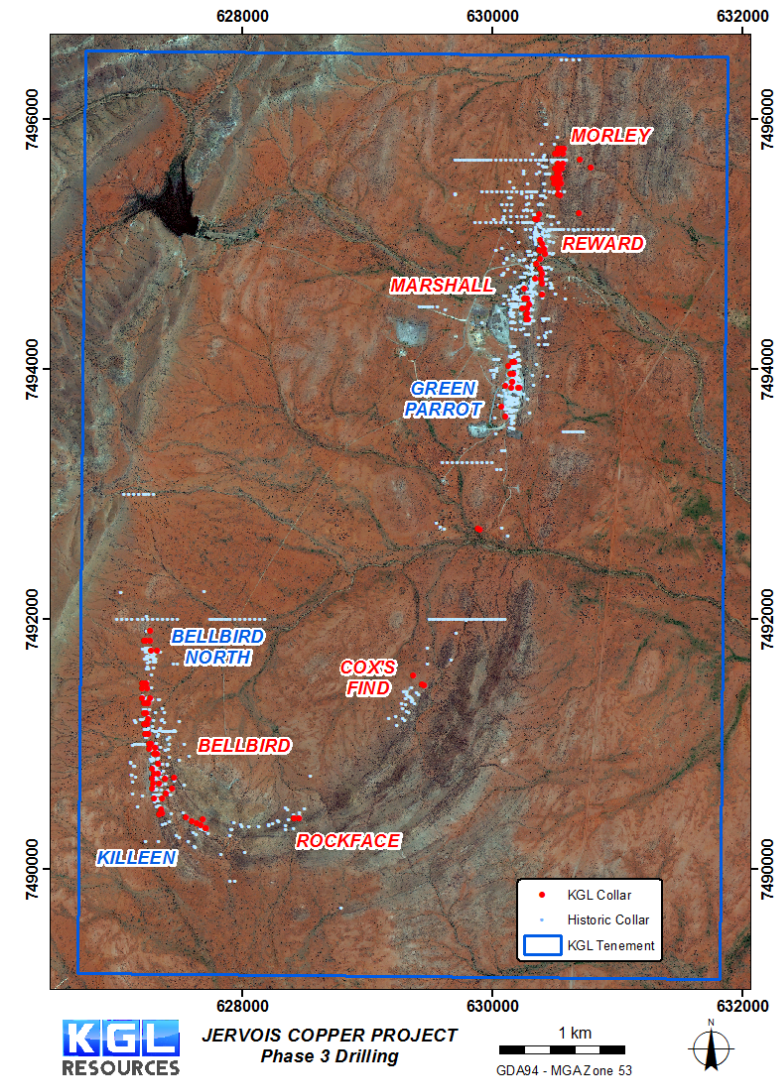 628000
630000
632000
7496000
7496000
MORLEY
REWARD
MARSHALL
7494000
7494000
GREEN
PARROT
7492000
7492000
BELLBIRD
NORTH
COX'S
FIND
BELLBIRD
ROCKFACE
KILLEEN
7490000
7490000
KGL Collar
Historic Collar
KGL Tenement
628000
630000
632000
KGL
RESOURCES
JERVOIS COPPER PROJECT
Phase 3 Drilling
1 km
GDA94 - MGA Zone 53
N